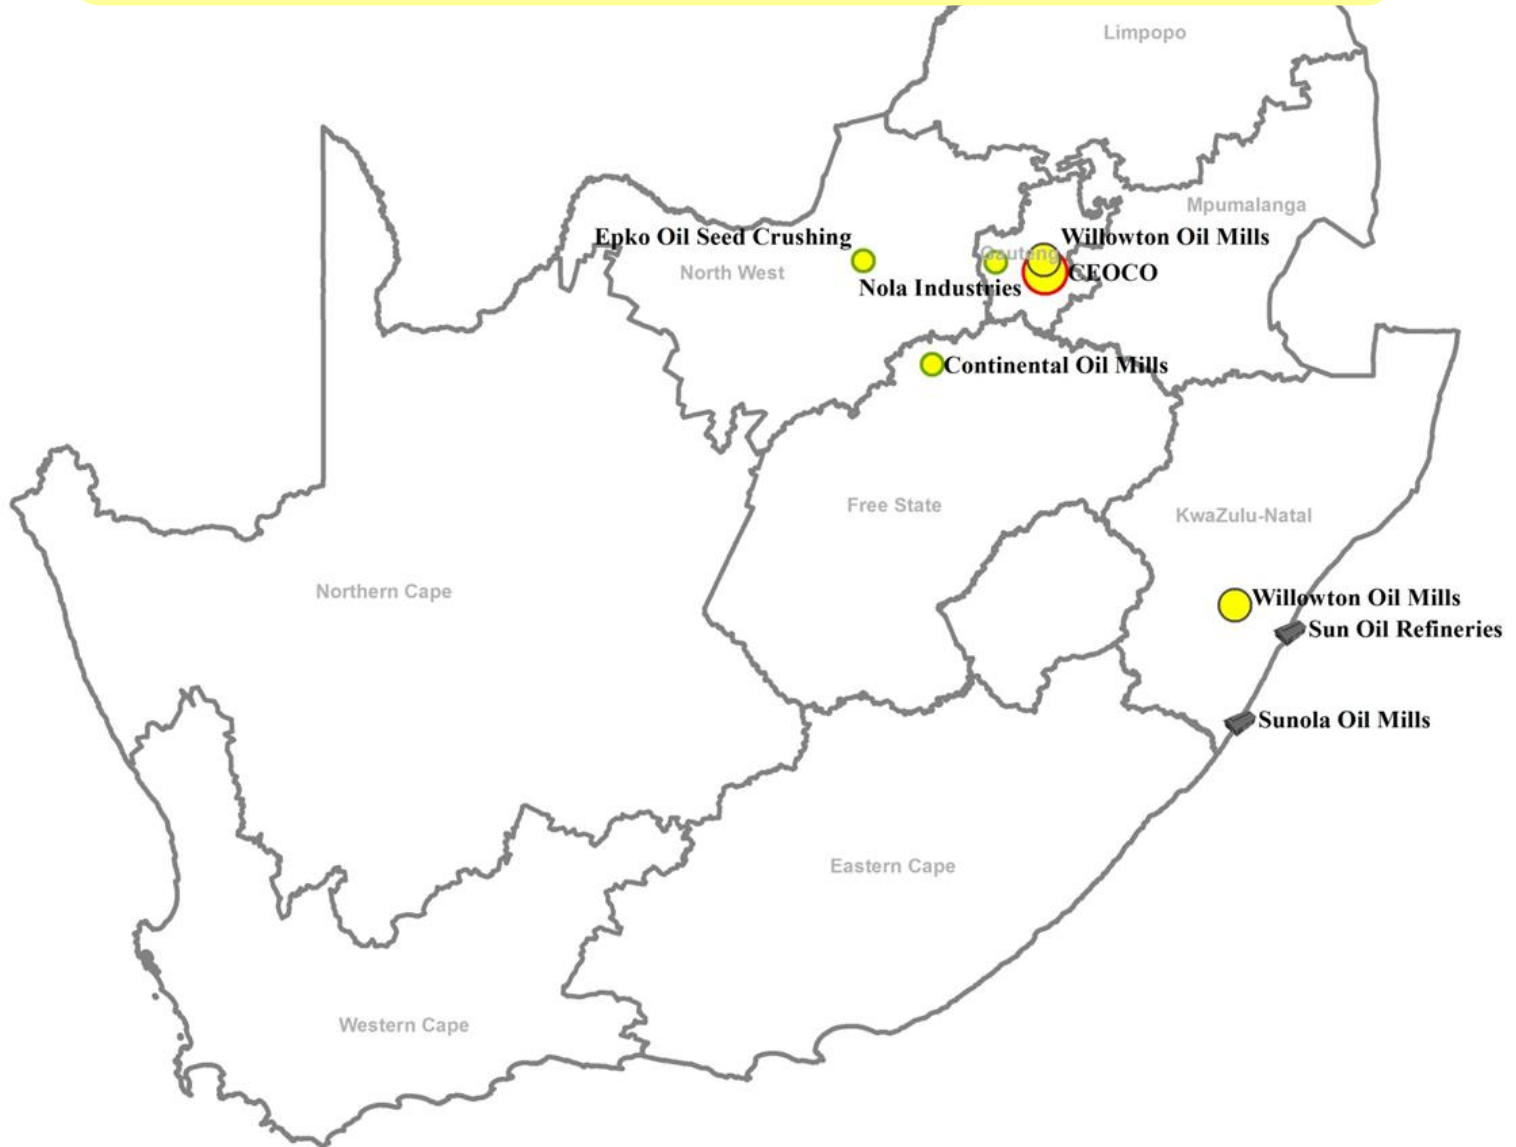 Limpopo
Mpumalanga
Epko Oil Seed Crushing
Willowton Oil Mills
Gauteng
North West
CEOCO
Nola Industries
Continental Oil Mills
Free State
KwaZulu-Natal
Northern Cape
Willowton Oil Mills
Sun Oil Refineries
Sunola Oil Mills
Eastern Cape
Western Cape